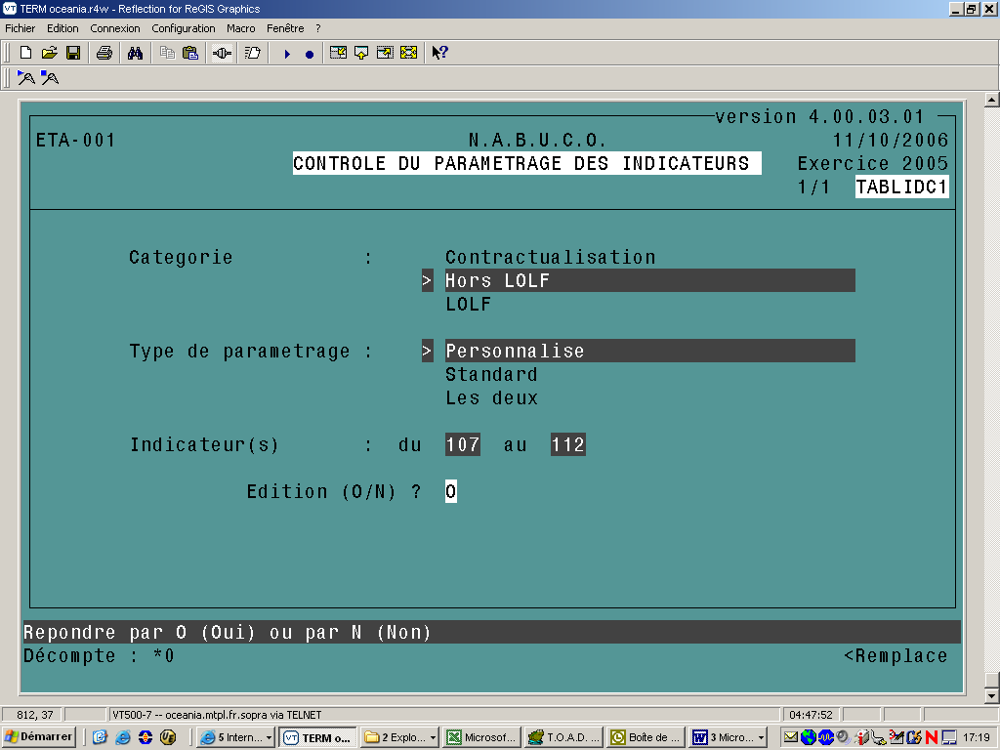 TERM oceania.r4w - Reflection for ReGIS Graphics
Fichier Edition Connexion Configuration Macro Fenêtre ?
version 4.00.03.01
ETA-001 N.A.B.U.C.O. 11/10/2006
CONTROLE DU PARAMETRAGE DES INDICATEURS Exercice 2005
1/1 TABLIDC1
Categorie : Contractualisation
> Hors LOLF
LOLF
Type de parametrage : > Personnalise
Standard
Les deux
Indicateur(s) : du 107 au 112
Edition (O/N) ? O
Repondre par O (Oui) ou par N (Non)
Décompte : *0 <Remplace
812, 37 VT500-7 -- oceania.mtpl.fr.sopra via TELNET 04:47:52
Démarrer 5 Intern... TERM o... 2 Explo... Microsof... T.O.A.D. ... Boîte de ... 3 Micro... 17:19